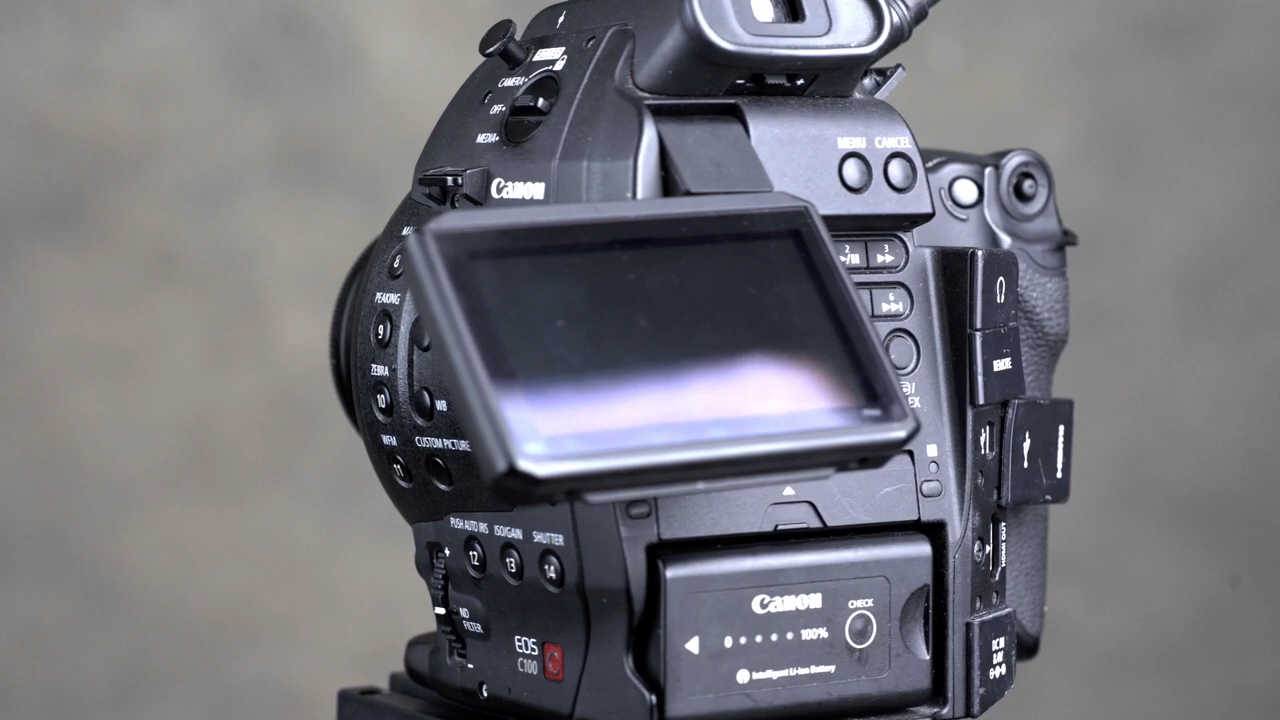 CAMERA
OFF
MEDIA
Canon
MENU
CANCEL
2
3
6
8
PEAKING
9
ZEBRA
10
WB
WFM
CUSTOM PICTURE
11
REMOTE
PUSH AUTO IRIS
ISO/GAIN
SHUTTER
12
13
14
HDMI OUT
ND
FILTER
EOS
C100
Canon
CHECK
0
100%
Intelligent Li-ion Battery
- +